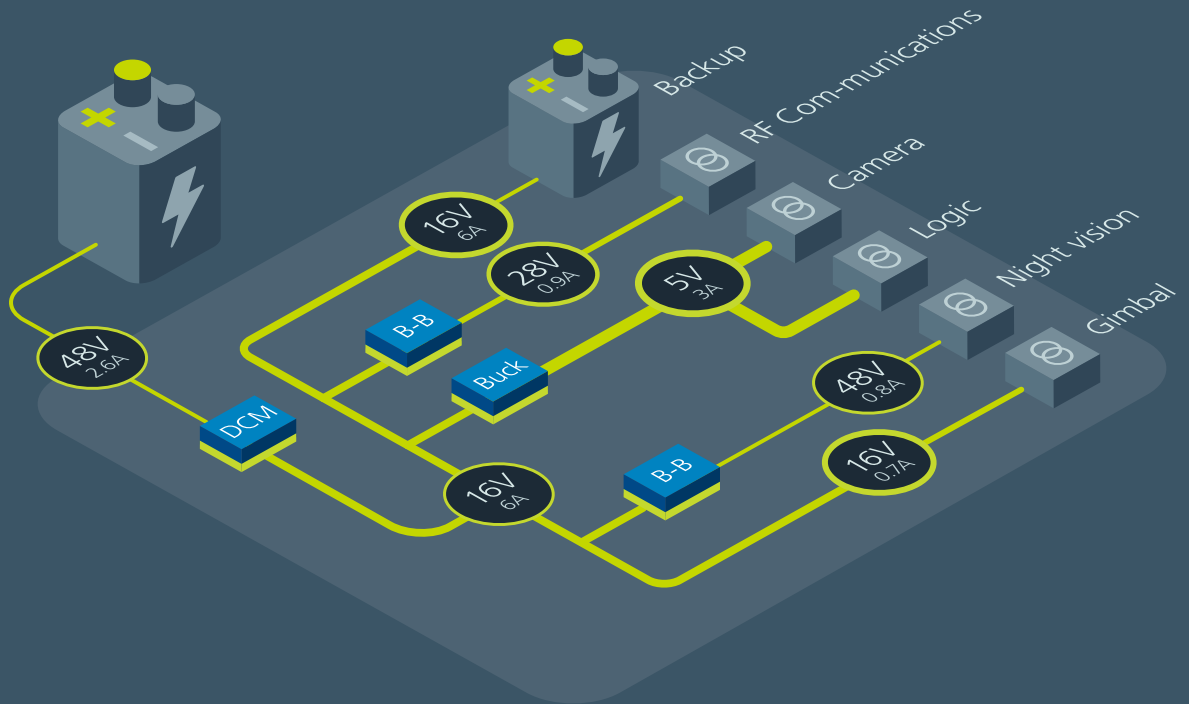 Backup
RF Com-munications
Camera
Logic
Night vision
Gimbal
16V
6A
28V
0.9A
5V
3A
B-B
Buck
48V
2.6A
DCM
48V
0.8A
16V
0.7A
B-B
16V
6A